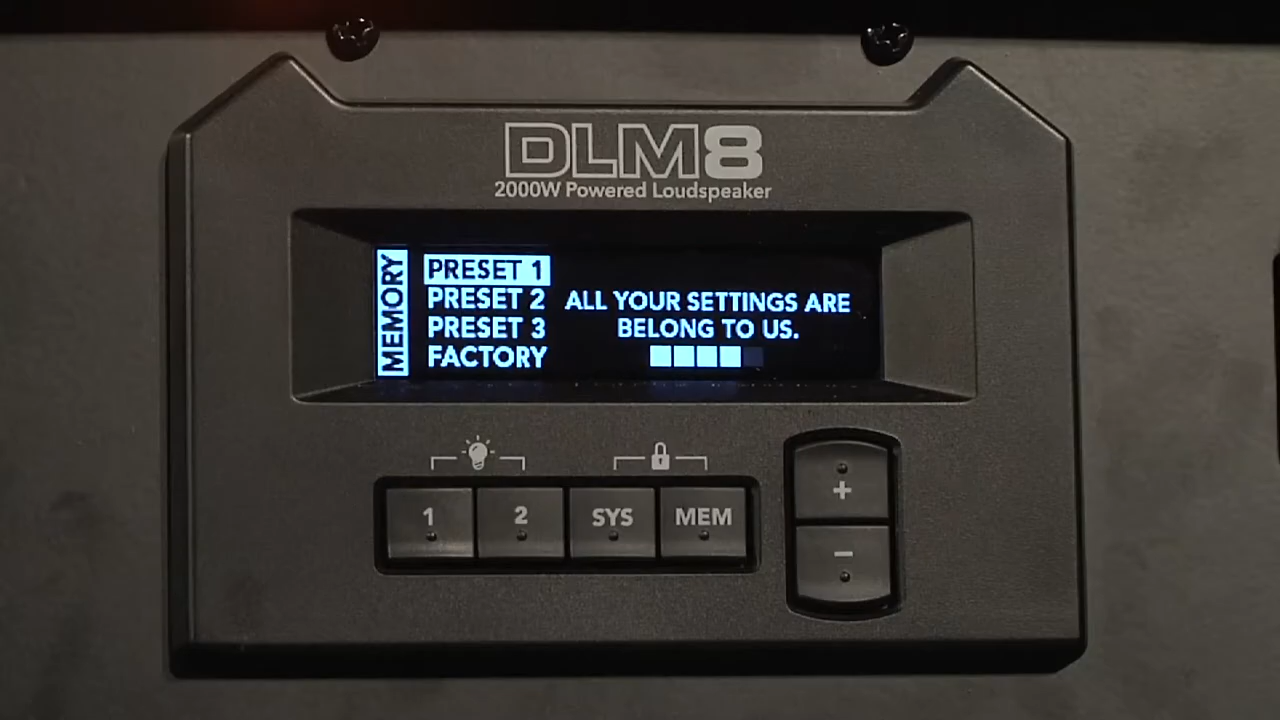 DLM8
2000W Powered Loudspeaker
MEMORY
PRESET 1
PRESET 2
PRESET 3
FACTORY
ALL YOUR SETTINGS ARE
BELONG TO US.
1
2
SYS
MEM
+
−